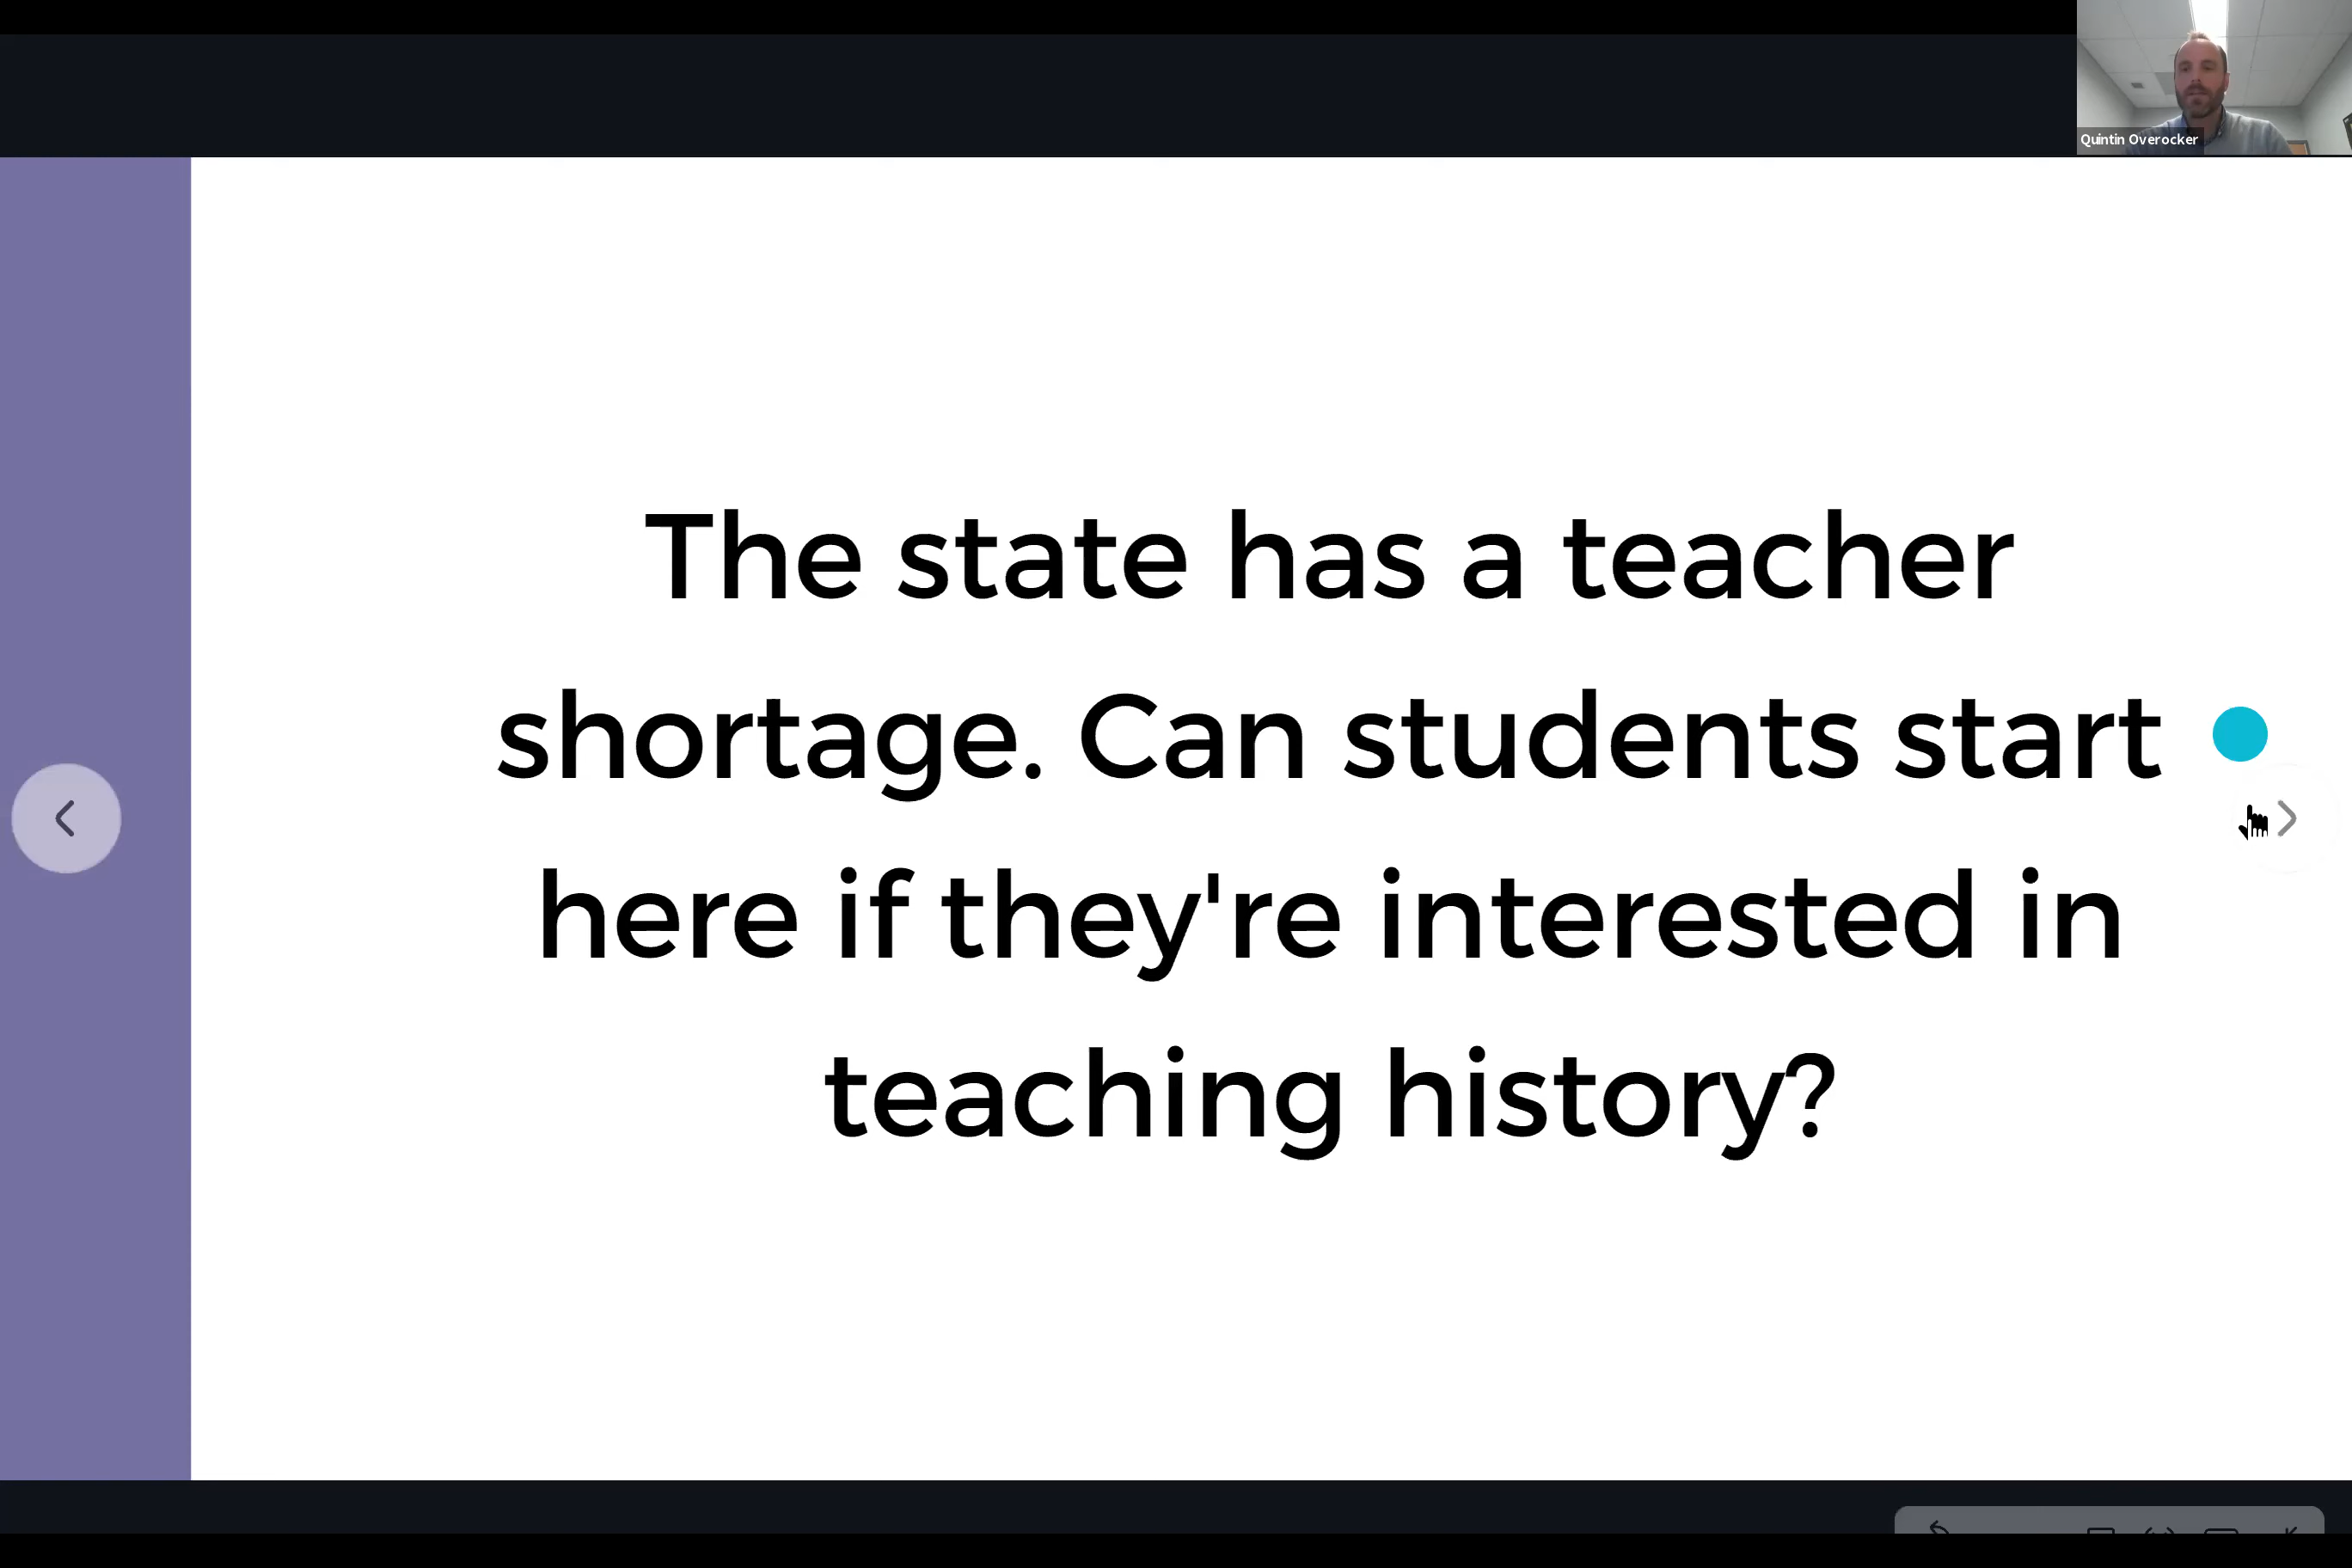 Quintin Overocker
The state has a teacher
shortage. Can students start
here if they're interested in
teaching history?